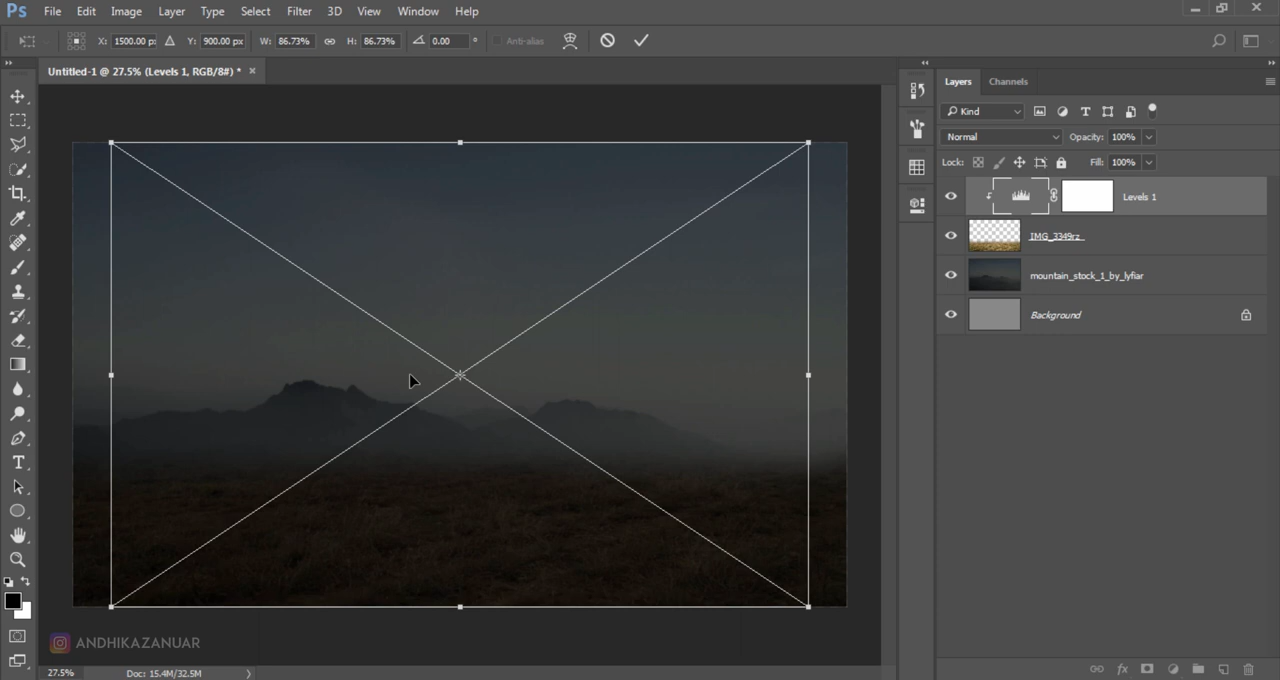 Ps File Edit Image Layer Type Select Filter 3D View Window Help
X: 1500.00 p: Y: 900.00 px W: 86.73% H: 86.73% 0.00 ° Anti-alias
Untitled-1 @ 27.5% (Levels 1, RGB/8#) * ×
Layers Channels
Kind
Normal Opacity: 100%
Lock: Fill: 100%
Levels 1
IMG_3349rz
mountain_stock_1_by_lyfiar
Background
ANDHIKAZANUAR
27.5% Doc: 15.4M/32.5M